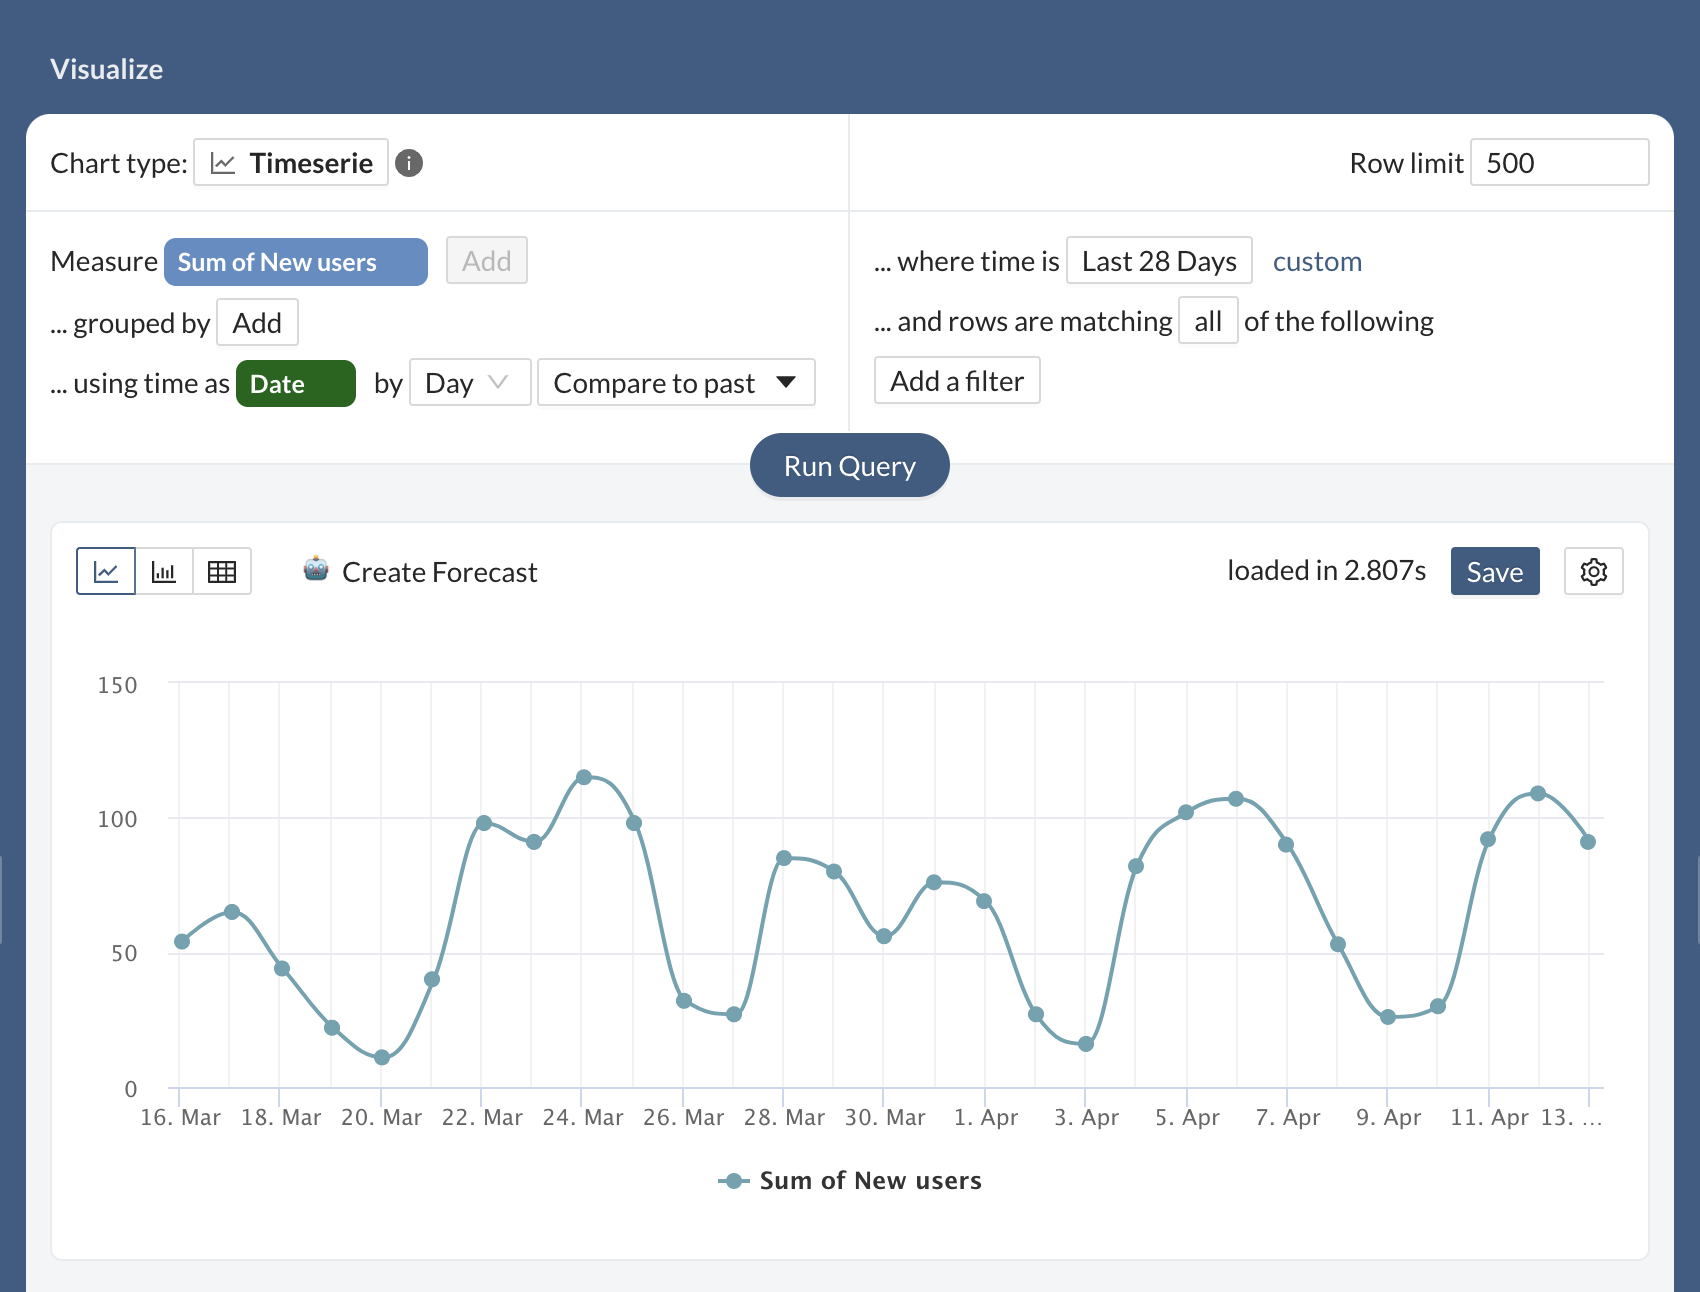 Visualize
Chart type: Timeserie i
Row limit 500
Measure Sum of New users Add
... grouped by Add
... using time as Date by Day Compare to past
... where time is Last 28 Days custom
... and rows are matching all of the following
Add a filter
Run Query
Create Forecast
loaded in 2.807s Save
150
100
50
0
16. Mar 18. Mar 20. Mar 22. Mar 24. Mar 26. Mar 28. Mar 30. Mar 1. Apr 3. Apr 5. Apr 7. Apr 9. Apr 11. Apr 13. ...
Sum of New users